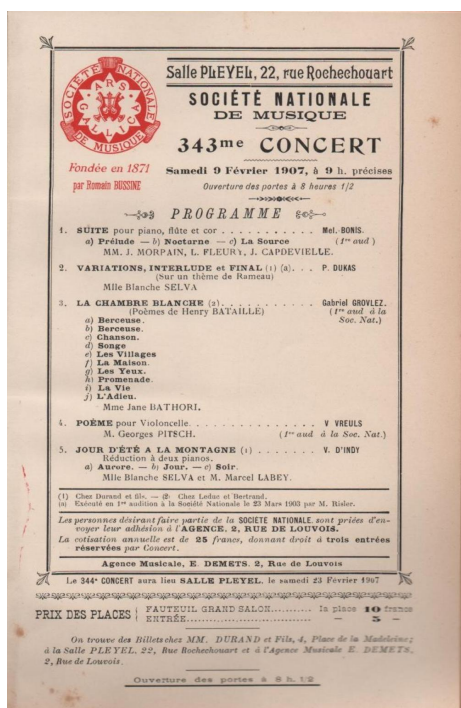 SOCIÉTÉ NATIONALE
DE MUSIQUE
ARS GALLICA
Fondée en 1871
par Romain BUSSINE
Salle PLEYEL, 22, rue Rochechouart
SOCIÉTÉ NATIONALE
DE MUSIQUE
343me CONCERT
Samedi 9 Février 1907, à 9 h. précises
Ouverture des portes à 8 heures 1/2
PROGRAMME
1. SUITE pour piano, flûte et cor . . . . . . . . . . . Mel.-BONIS.
a) Prélude — b) Nocturne — c) La Source (1re aud )
MM. J. MORPAIN, L. FLEURY, J. CAPDEVIELLE.
2. VARIATIONS, INTERLUDE et FINAL (1) (a). . . P. DUKAS
(Sur un thème de Rameau)
Mlle Blanche SELVA
3. LA CHAMBRE BLANCHE (2). . . . . . . . . . . Gabriel GROVLEZ.
(Poèmes de Henry BATAILLE) (1re aud à la
Soc. Nat.)
a) Berceuse.
b) Berceuse.
c) Chanson.
d) Songe
e) Les Villages
f) La Maison.
g) Les Yeux.
h) Promenade.
i) La Vie
j) L'Adieu.
Mme Jane BATHORI.
4. POÈME pour Violoncelle. . . . . . . . . . . . . . V VREULS
M. Georges PITSCH. (1re aud à la Soc. Nat.)
5. JOUR D'ÉTÉ A LA MONTAGNE (1) . . . . . . . V. D'INDY
Réduction à deux pianos.
a) Aurore. — b) Jour. — c) Soir.
Mlle Blanche SELVA et M. Marcel LABEY.
(1) Chez Durand et fils. — (2) Chez Leduc et Bertrand.
(a) Exécuté en 1re audition à la Société Nationale le 23 Mars 1903 par M. Risler.
Les personnes désirant faire partie de la SOCIÉTÉ NATIONALE, sont priées d'en-
voyer leur adhésion à l'AGENCE, 2, RUE DE LOUVOIS.
La cotisation annuelle est de 25 francs, donnant droit à trois entrées
réservées par Concert.
Agence Musicale, E. DEMETS, 2, Rue de Louvois
Le 344e CONCERT aura lieu SALLE PLEYEL, le samedi 23 Février 1907
PRIX DES PLACES
FAUTEUIL GRAND SALON.......... la place 10 francs
ENTRÉE................................. — 5 —
On trouve des Billets chez MM. DURAND et Fils, 4, Place de la Madeleine;
à la Salle PLEYEL, 22, Rue Rochechouart et à l'Agence Musicale E. DEMETS,
2, Rue de Louvois.
Ouverture des portes à 8 h. 1/2